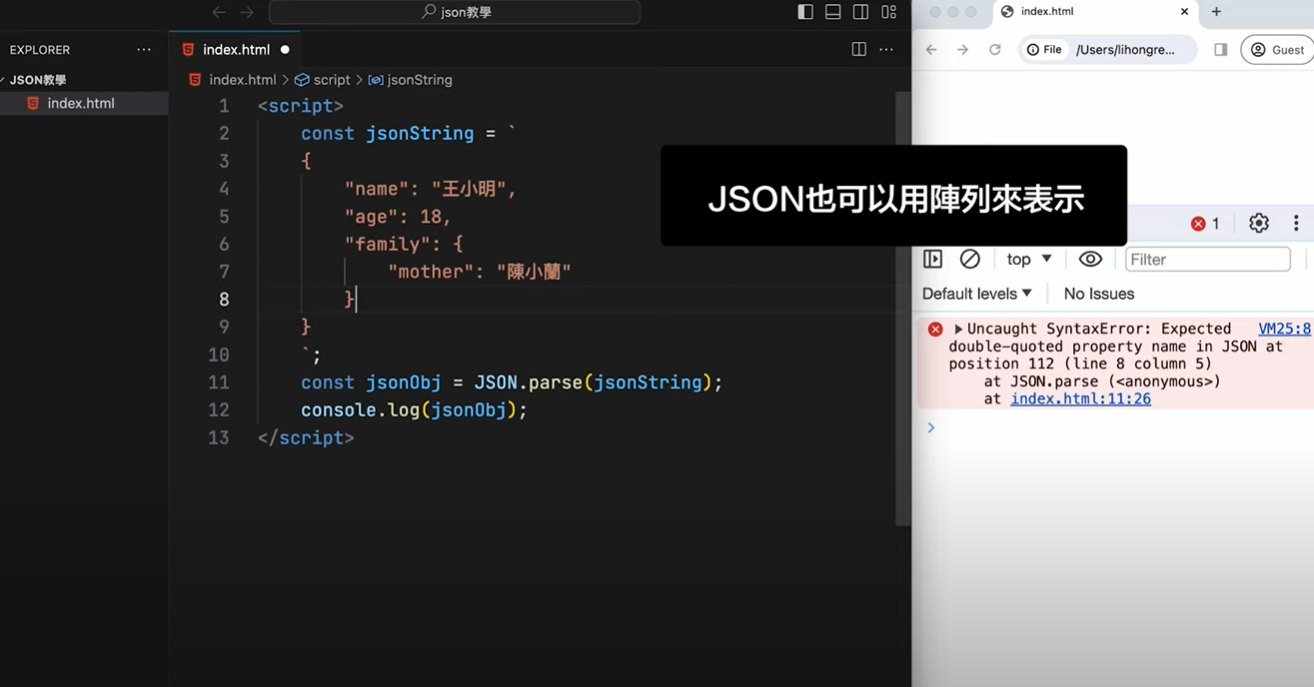 json教學
index.html
EXPLORER
···
index.html
File
/Users/lihongre...
Guest
JSON教學
index.html
index.html > script > jsonString
1 <script>
2 const jsonString = `
3 {
4 "name": "王小明",
5 "age": 18,
6 "family": {
7 "mother": "陳小蘭"
8 }
9 }
10 `;
11 const jsonObj = JSON.parse(jsonString);
12 console.log(jsonObj);
13 </script>
JSON也可以用陣列來表示
1
top
Filter
Default levels
No Issues
Uncaught SyntaxError: Expected VM25:8
double-quoted property name in JSON at
position 112 (line 8 column 5)
at JSON.parse (<anonymous>)
at index.html:11:26